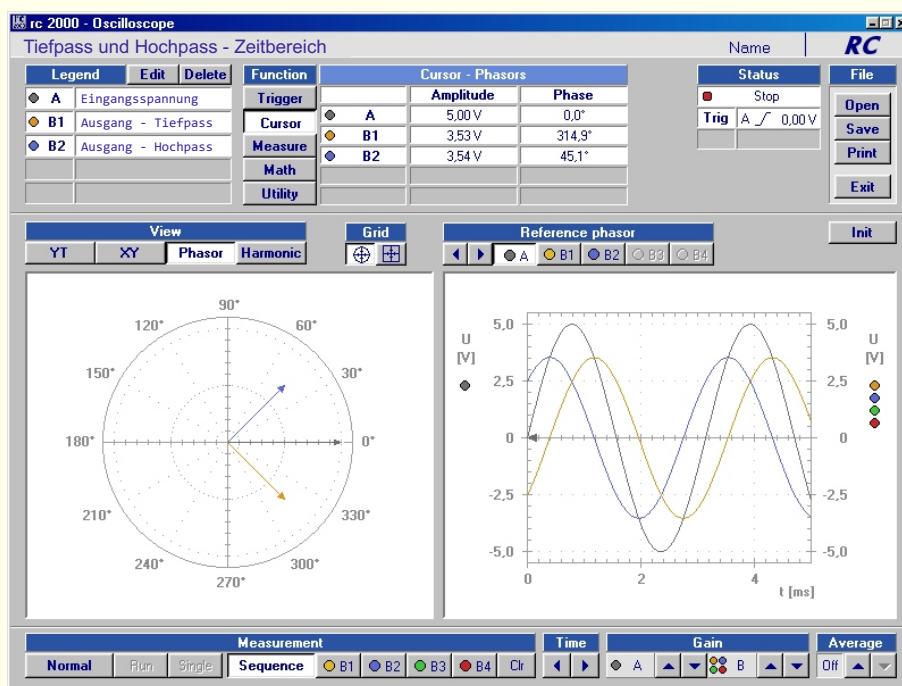 rc 2000 - Oscilloscope
Tiefpass und Hochpass - Zeitbereich Name RC
Legend Edit Delete Function Cursor - Phasors Status File
A Eingangsspannung Trigger Amplitude Phase Stop Open
B1 Ausgang - Tiefpass Cursor A 5,00 V 0,0° Trig A 0,00 V Save
B2 Ausgang - Hochpass Measure B1 3,53 V 314,9° Print
Math B2 3,54 V 45,1°
Utility Exit
View Grid Reference phasor Init
YT XY Phasor Harmonic A B1 B2 B3 B4
90°
120° 60°
150° 30°
180° 0°
210° 330°
240° 300°
270°
U [V] 5,0 2,5 0 -2,5 -5,0
5,0 2,5 0 -2,5 -5,0 U [V]
0 2 4
t [ms]
Measurement Time Gain Average
Normal Run Single Sequence B1 B2 B3 B4 Clr A B Off